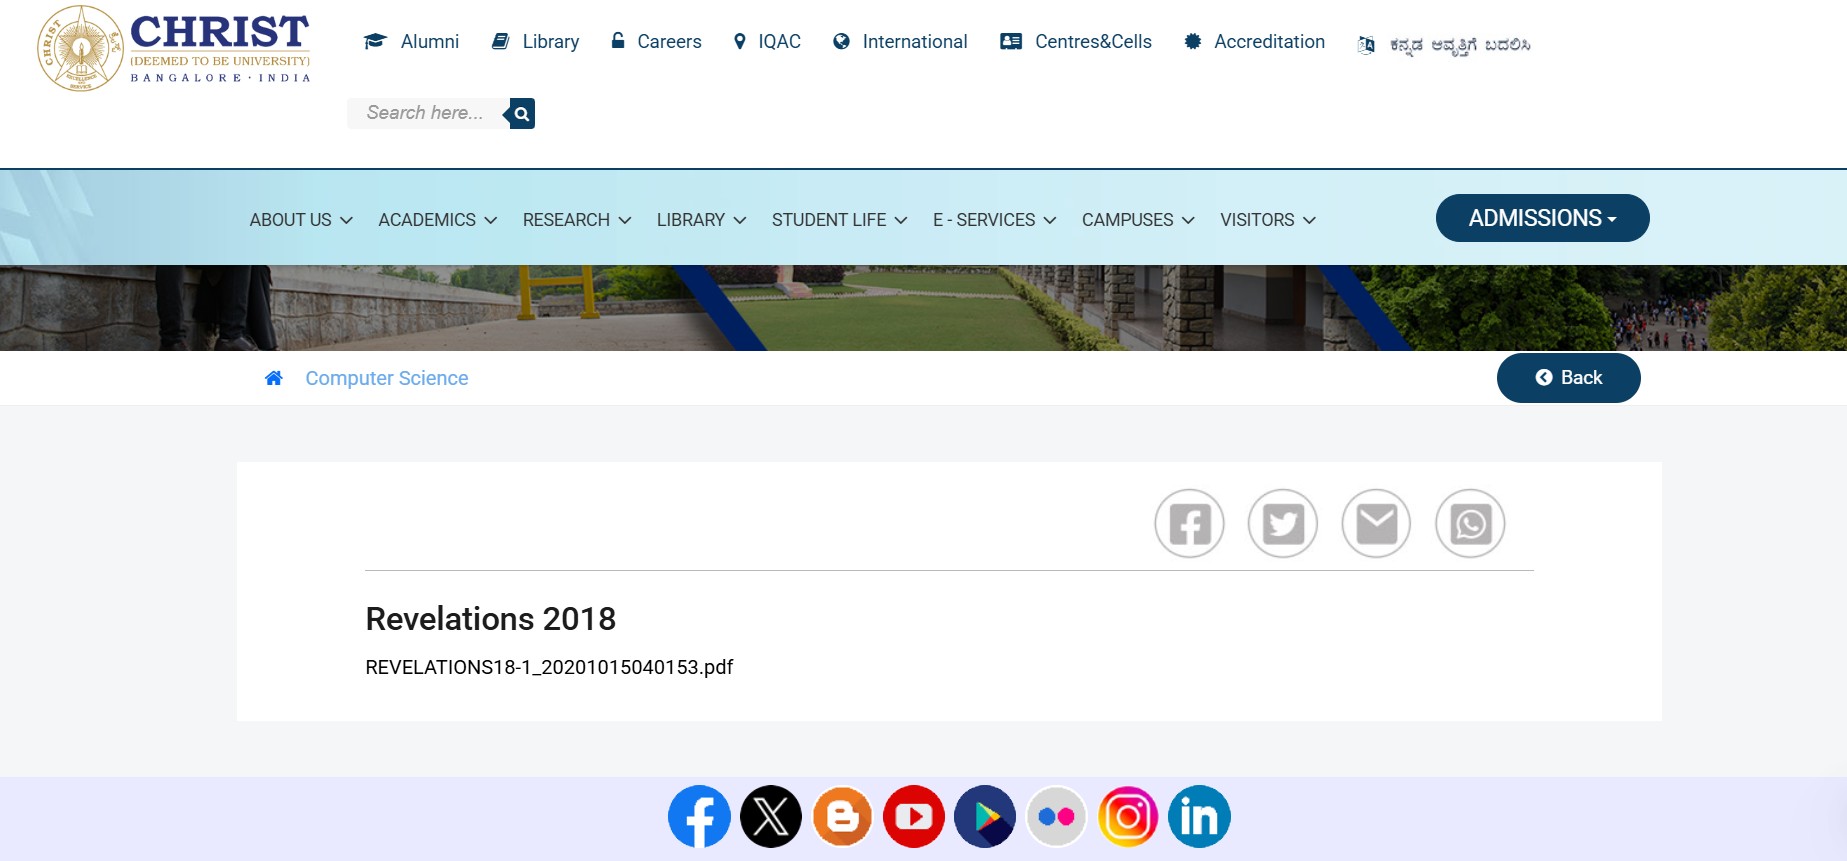 CHRIST
(DEEMED TO BE UNIVERSITY)
BANGALORE · INDIA
Alumni Library Careers IQAC International Centres&Cells Accreditation ಕನ್ನಡ ಆವೃತ್ತಿಗೆ ಬದಲಿಸಿ
Search here...
ABOUT US ACADEMICS RESEARCH LIBRARY STUDENT LIFE E - SERVICES CAMPUSES VISITORS ADMISSIONS
Computer Science Back
Revelations 2018
REVELATIONS18-1_20201015040153.pdf